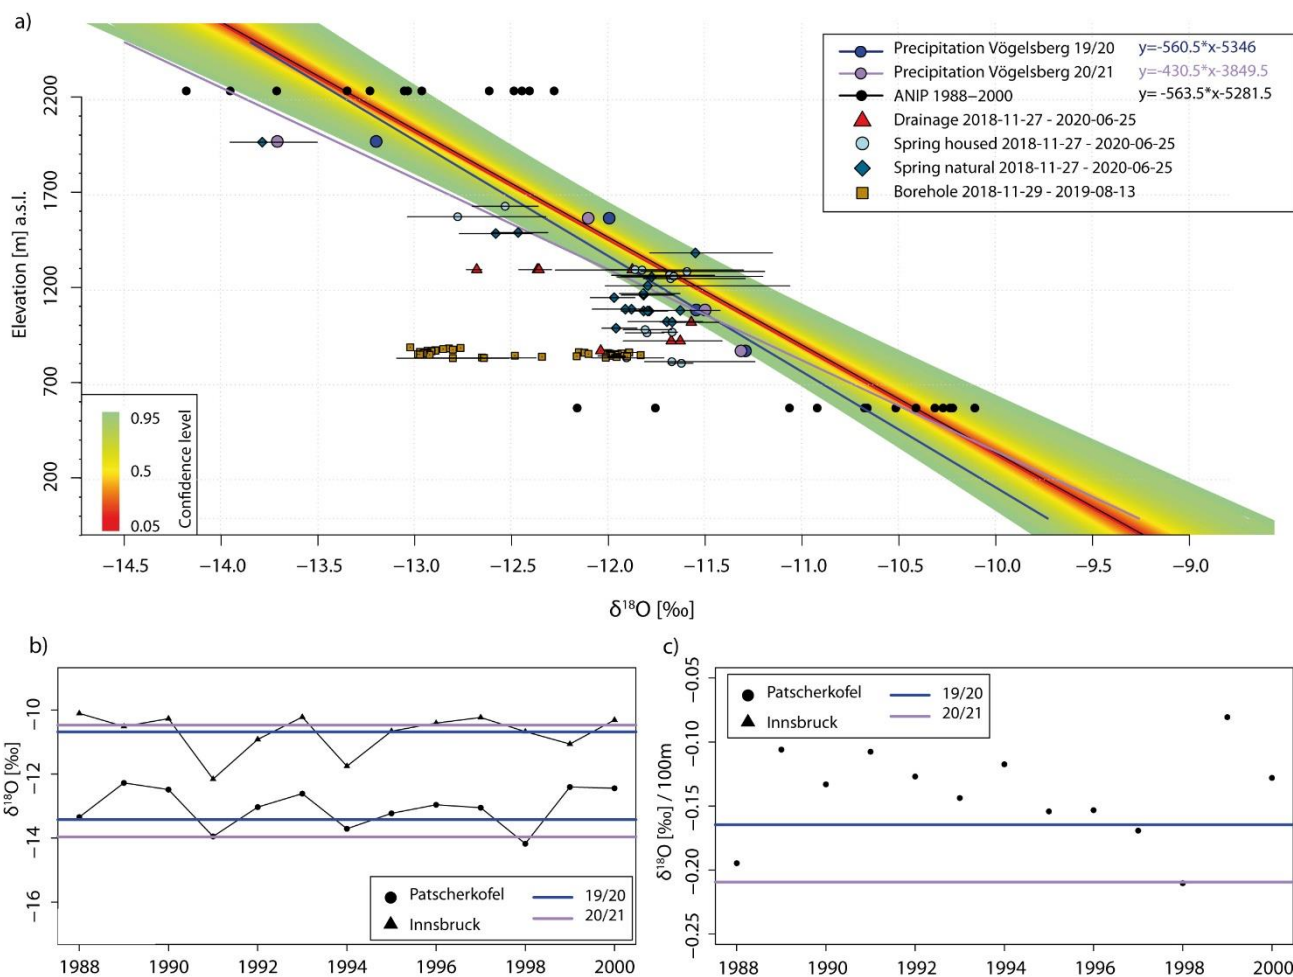 a)
Precipitation Vögelsberg 19/20 y=-560.5*x-5346
Precipitation Vögelsberg 20/21 y=-430.5*x-3849.5
ANIP 1988−2000 y= -563.5*x-5281.5
Drainage 2018-11-27 - 2020-06-25
Spring housed 2018-11-27 - 2020-06-25
Spring natural 2018-11-27 - 2020-06-25
Borehole 2018-11-29 - 2019-08-13
Elevation [m] a.s.l.
2200
1700
1200
700
200
0.95
0.5
0.05
Confidence level
−14.5 −14.0 −13.5 −13.0 −12.5 −12.0 −11.5 −11.0 −10.5 −10.0 −9.5 −9.0
δ¹⁸O [‰]
b)
δ¹⁸O [‰]
−10
−12
−14
−16
Patscherkofel 19/20
Innsbruck 20/21
1988 1990 1992 1994 1996 1998 2000
c)
δ¹⁸O [‰] / 100m
−0.05
−0.10
−0.15
−0.20
−0.25
Patscherkofel 19/20
Innsbruck 20/21
1988 1990 1992 1994 1996 1998 2000